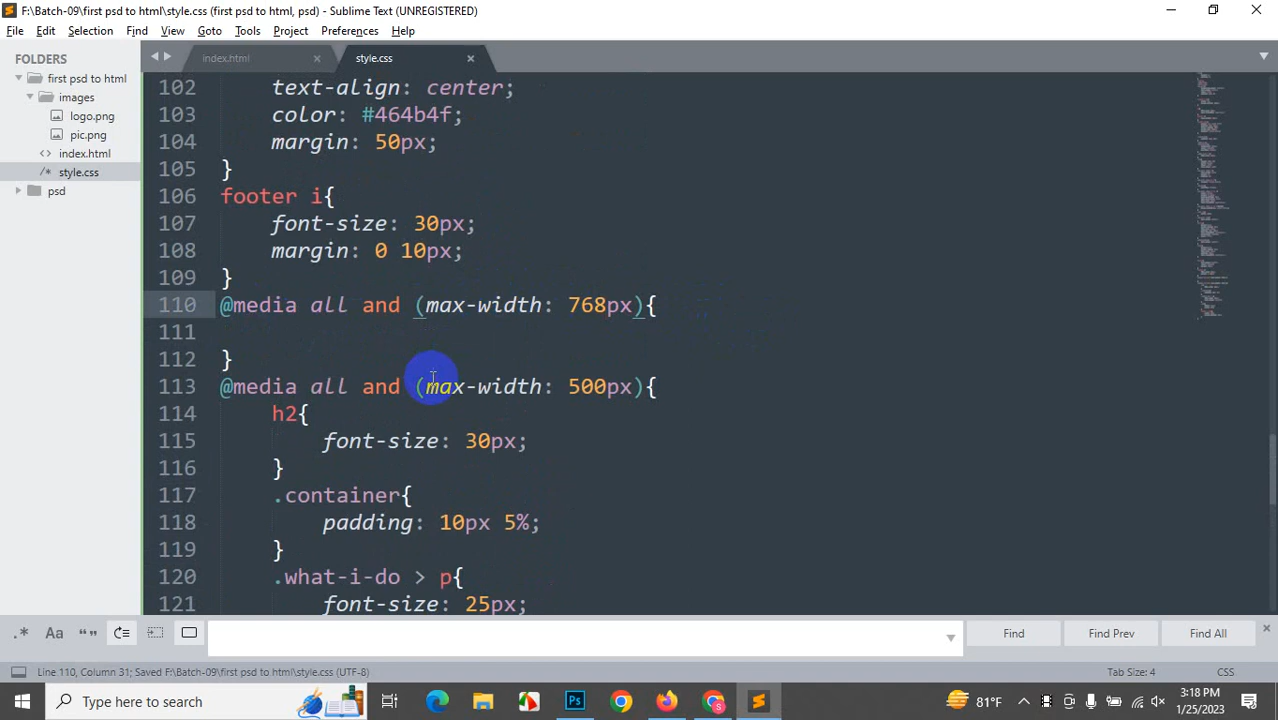 F:\Batch-09\first psd to html\style.css (first psd to html, psd) - Sublime Text (UNREGISTERED)
File Edit Selection Find View Goto Tools Project Preferences Help
FOLDERS
first psd to html
images
logo.png
pic.png
index.html
style.css
psd
index.html style.css
102 text-align: center;
103 color: #464b4f;
104 margin: 50px;
105 }
106 footer i{
107 font-size: 30px;
108 margin: 0 10px;
109 }
110 @media all and (max-width: 768px){
111
112 }
113 @media all and (max-width: 500px){
114 h2{
115 font-size: 30px;
116 }
117 .container{
118 padding: 10px 5%;
119 }
120 .what-i-do > p{
121 font-size: 25px;
.* Aa “” Find Find Prev Find All
Line 110, Column 31; Saved F:\Batch-09\first psd to html\style.css (UTF-8) Tab Size: 4 CSS
Type here to search 81°F 3:18 PM
1/25/2023